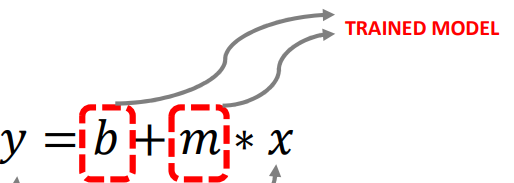 TRAINED MODEL
y = b + m * x